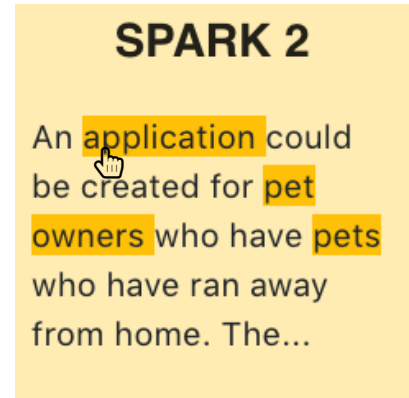 SPARK 2
An application could
be created for pet
owners who have pets
who have ran away
from home. The...